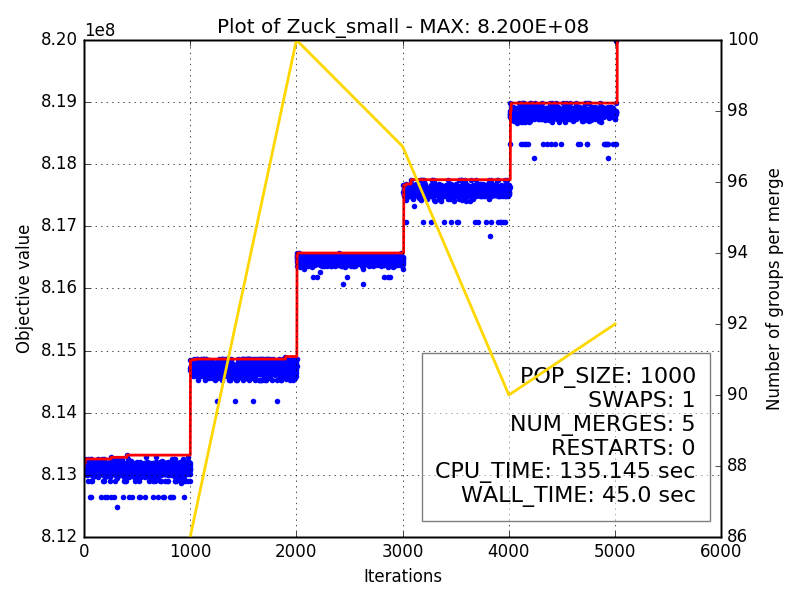 Plot of Zuck_small - MAX: 8.200E+08
1e8
8.20
8.19
8.18
8.17
8.16
8.15
8.14
8.13
8.12
Objective value
100
98
96
94
92
90
88
86
Number of groups per merge
POP_SIZE: 1000
SWAPS: 1
NUM_MERGES: 5
RESTARTS: 0
CPU_TIME: 135.145 sec
WALL_TIME: 45.0 sec
0 1000 2000 3000 4000 5000 6000
Iterations